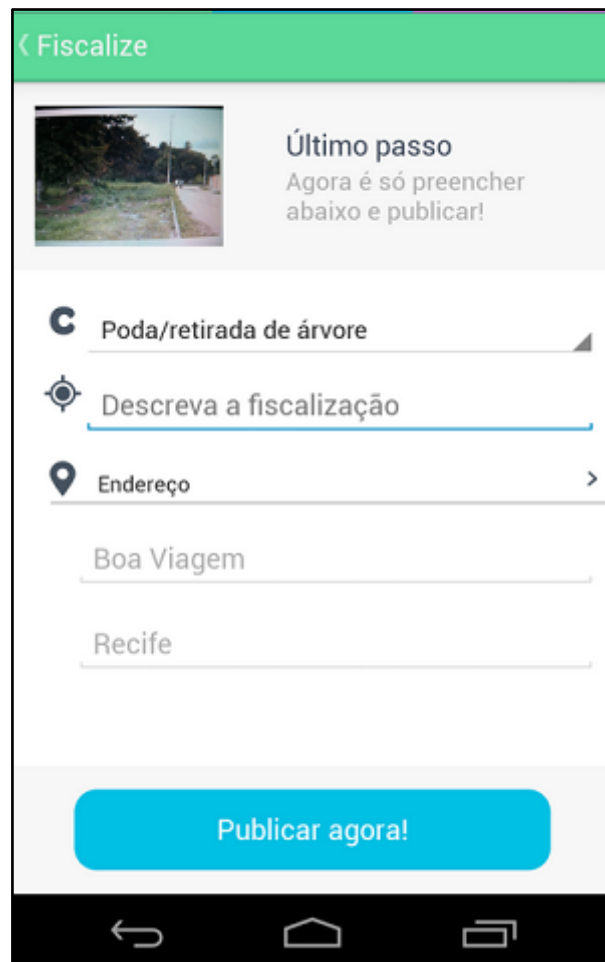 Fiscalize
Último passo
Agora é só preencher
abaixo e publicar!
C Poda/retirada de árvore
Descreva a fiscalização
Endereço
Boa Viagem
Recife
Publicar agora!